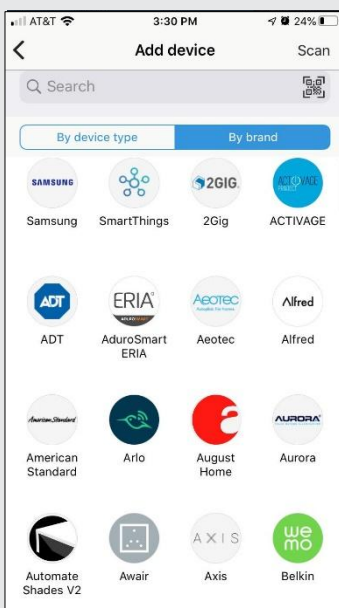 AT&T 3:30 PM 24%
Add device Scan
Search
By device type By brand
SAMSUNG 2GIG. ACTIVAGE
PROJECT
Samsung SmartThings 2Gig ACTIVAGE
ADT ERIA AEOTEC Alfred
ADUROSMART
ADT AduroSmart ERIA Aeotec Alfred
American Standard a AURORA
American Standard Arlo August Home Aurora
AXIS we mo
Automate Shades V2 Awair Axis Belkin